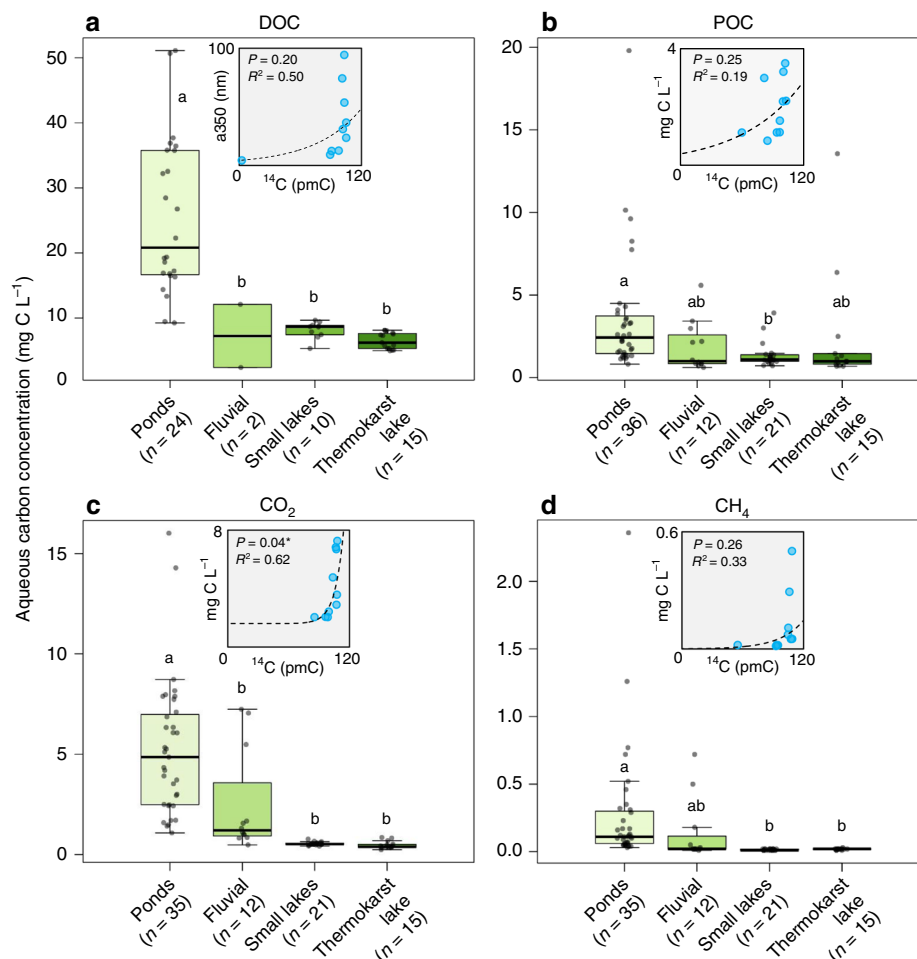 a
DOC
50
40
30
20
10
0
a
b
b
b
100
a350 (nm)
P = 0.20
R² = 0.50
0
¹⁴C (pmC)
120
Ponds
(n = 24)
Fluvial
(n = 2)
Small lakes
(n = 10)
Thermokarst
lake
(n = 15)
b
POC
20
15
10
5
0
a
ab
b
ab
4
mg C L⁻¹
P = 0.25
R² = 0.19
0
¹⁴C (pmC)
120
Ponds
(n = 36)
Fluvial
(n = 12)
Small lakes
(n = 21)
Thermokarst
lake
(n = 15)
Aqueous carbon concentration (mg C L⁻¹)
c
CO₂
15
10
5
0
a
b
b
b
8
mg C L⁻¹
P = 0.04*
R² = 0.62
0
¹⁴C (pmC)
120
Ponds
(n = 35)
Fluvial
(n = 12)
Small lakes
(n = 21)
Thermokarst
lake
(n = 15)
d
CH₄
2.0
1.5
1.0
0.5
0.0
a
ab
b
b
0.6
mg C L⁻¹
P = 0.26
R² = 0.33
0
¹⁴C (pmC)
120
Ponds
(n = 35)
Fluvial
(n = 12)
Small lakes
(n = 21)
Thermokarst
lake
(n = 15)